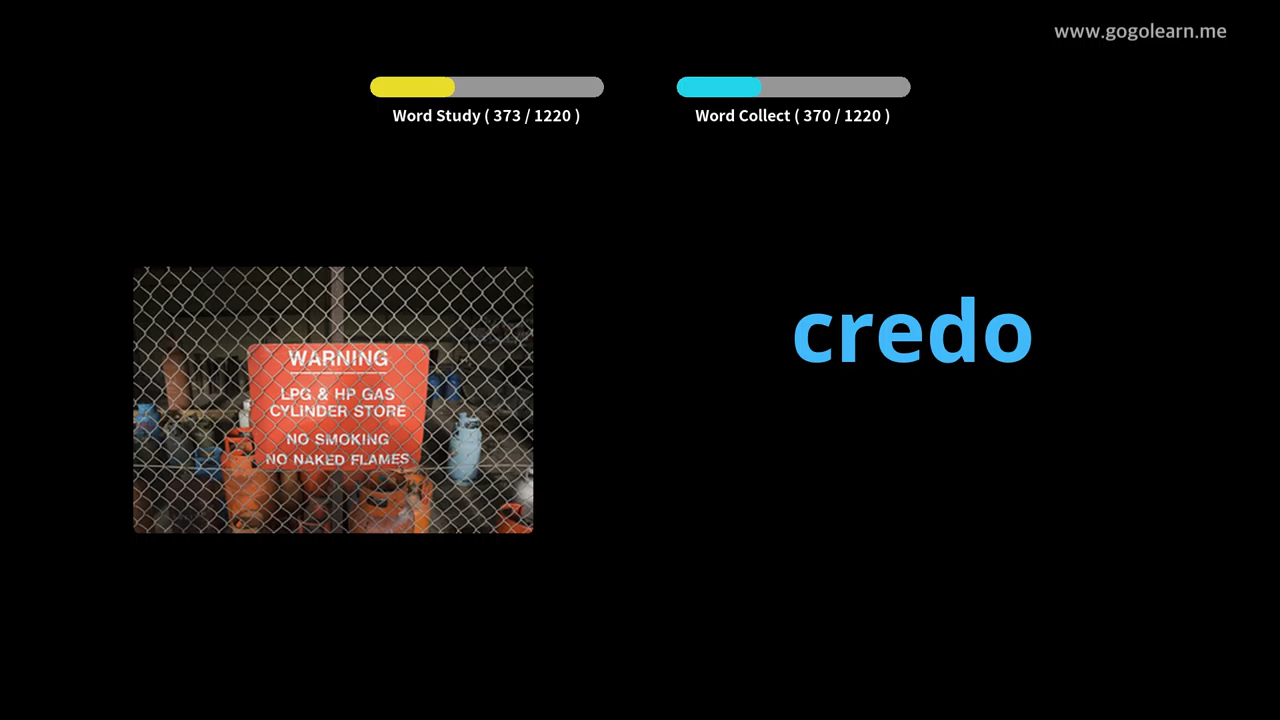 www.gogolearn.me
Word Study ( 373 / 1220 )
Word Collect ( 370 / 1220 )
WARNING
LPG & HP GAS
CYLINDER STORE
NO SMOKING
NO NAKED FLAMES
credo